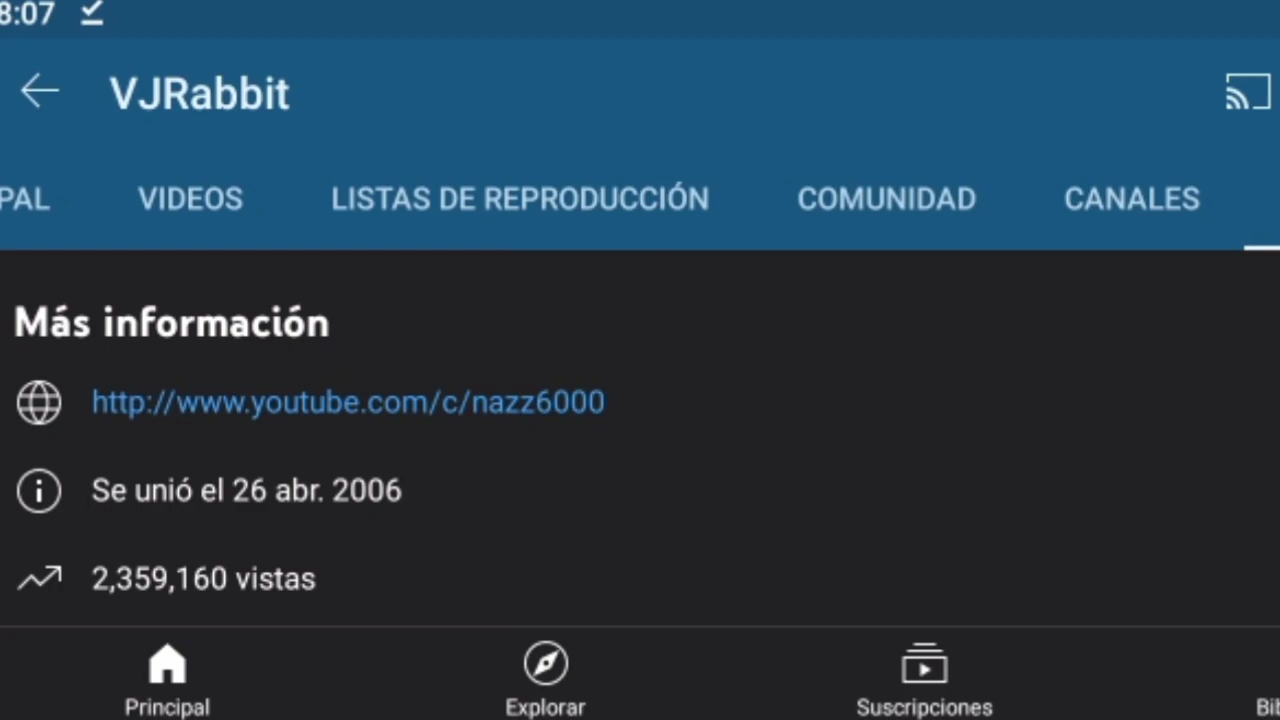 8:07
VJRabbit
PAL VIDEOS LISTAS DE REPRODUCCIÓN COMUNIDAD CANALES
Más información
http://www.youtube.com/c/nazz6000
Se unió el 26 abr. 2006
2,359,160 vistas
Principal Explorar Suscripciones Bib